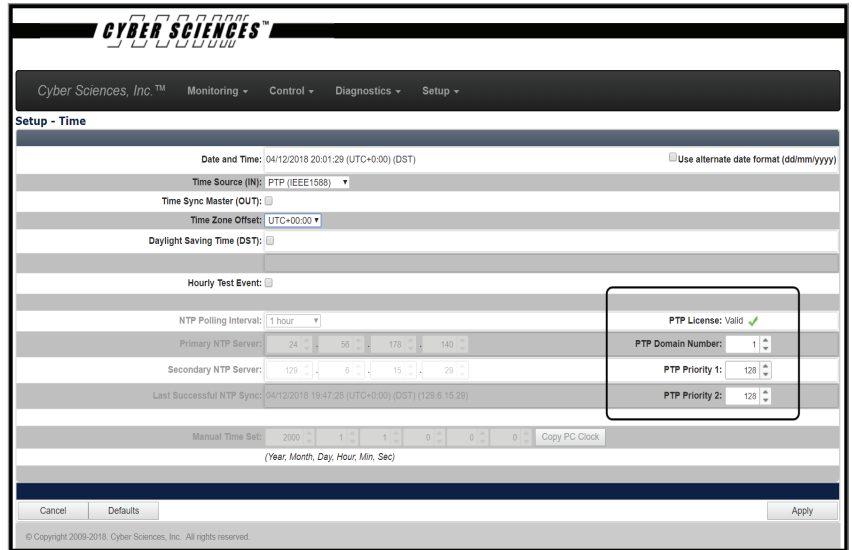 CYBER SCIENCES™
Cyber Sciences, Inc.™ Monitoring Control Diagnostics Setup
Setup - Time
Date and Time: 04/12/2018 20:01:29 (UTC+0:00) (DST) Use alternate date format (dd/mm/yyyy)
Time Source (IN): PTP (IEEE1588)
Time Sync Master (OUT):
Time Zone Offset: UTC+00:00
Daylight Saving Time (DST):
Hourly Test Event:
NTP Polling Interval: 1 hour PTP License: Valid
Primary NTP Server: 24 . 56 . 178 . 140 PTP Domain Number: 1
Secondary NTP Server: 129 . 6 . 15 . 29 PTP Priority 1: 128
Last Successful NTP Sync: 04/12/2018 19:47:25 (UTC+0:00) (DST) (129.6.15.29) PTP Priority 2: 128
Manual Time Set: 2000 1 1 0 0 0 Copy PC Clock
(Year, Month, Day, Hour, Min, Sec)
Cancel Defaults Apply
© Copyright 2009-2018. Cyber Sciences, Inc. All rights reserved.